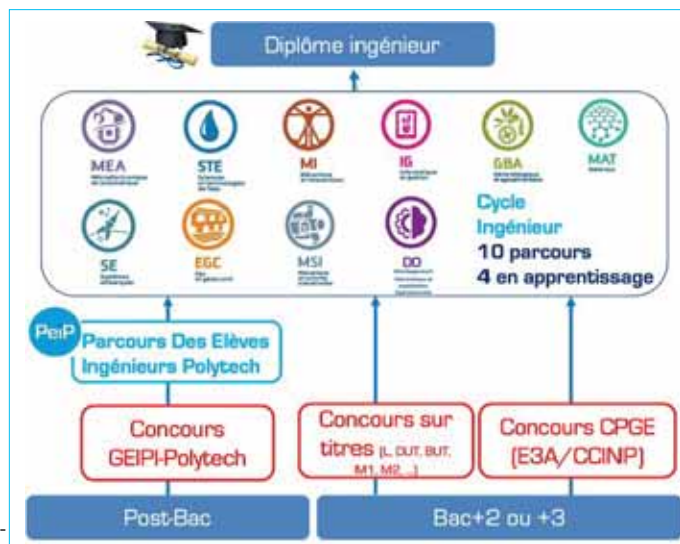 Diplôme ingénieur
MEA
STE
MI
IG
GBA
MAT
SE
EGC
MSI
DO
Cycle
Ingénieur
10 parcours
4 en apprentissage
PeiP
Parcours Des Elèves
Ingénieurs Polytech
Concours
GEIPI-Polytech
Concours sur
titres (L, DUT, BUT,
M1, M2, ...)
Concours CPGE
(E3A/CCINP)
Post-Bac
Bac+2 ou +3